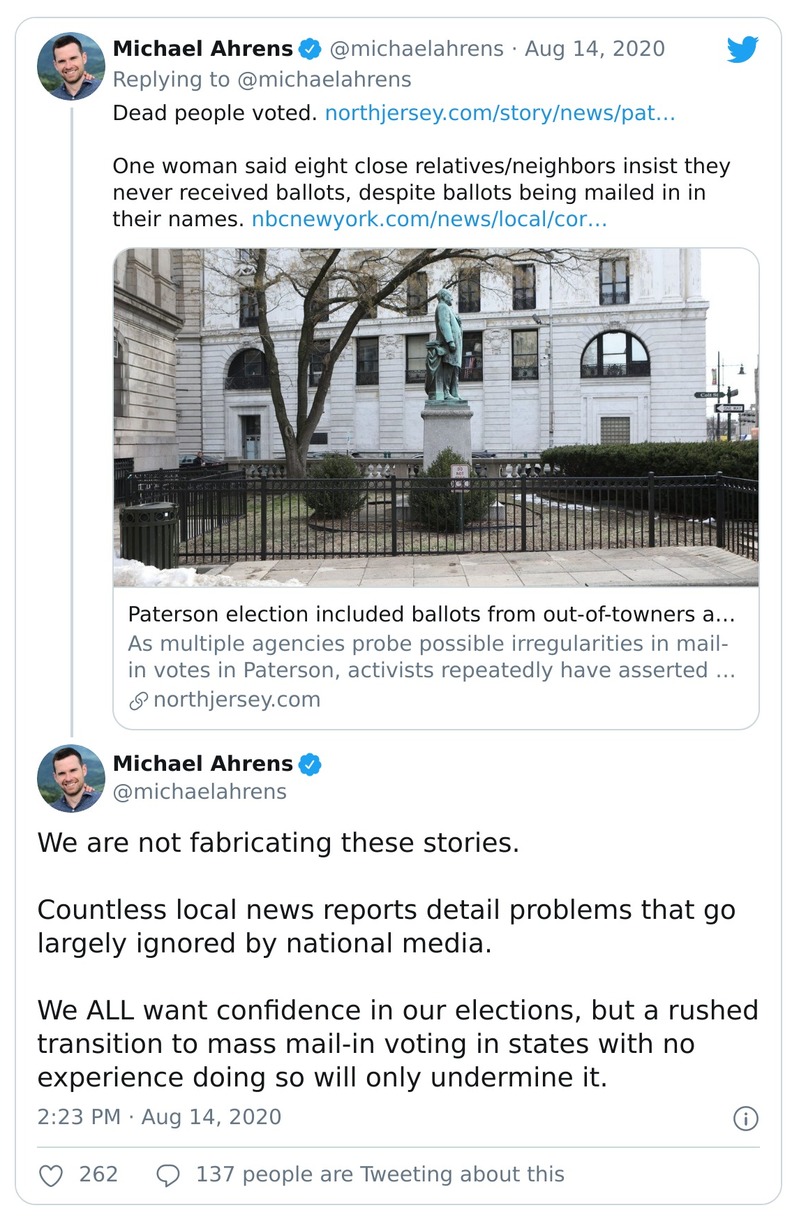 Michael Ahrens @michaelahrens · Aug 14, 2020
Replying to @michaelahrens
Dead people voted. northjersey.com/story/news/pat…
One woman said eight close relatives/neighbors insist they
never received ballots, despite ballots being mailed in in
their names. nbcnewyork.com/news/local/cor…
Paterson election included ballots from out-of-towners a…
As multiple agencies probe possible irregularities in mail-
in votes in Paterson, activists repeatedly have asserted …
northjersey.com
Michael Ahrens
@michaelahrens
We are not fabricating these stories.
Countless local news reports detail problems that go
largely ignored by national media.
We ALL want confidence in our elections, but a rushed
transition to mass mail-in voting in states with no
experience doing so will only undermine it.
2:23 PM · Aug 14, 2020
262 137 people are Tweeting about this